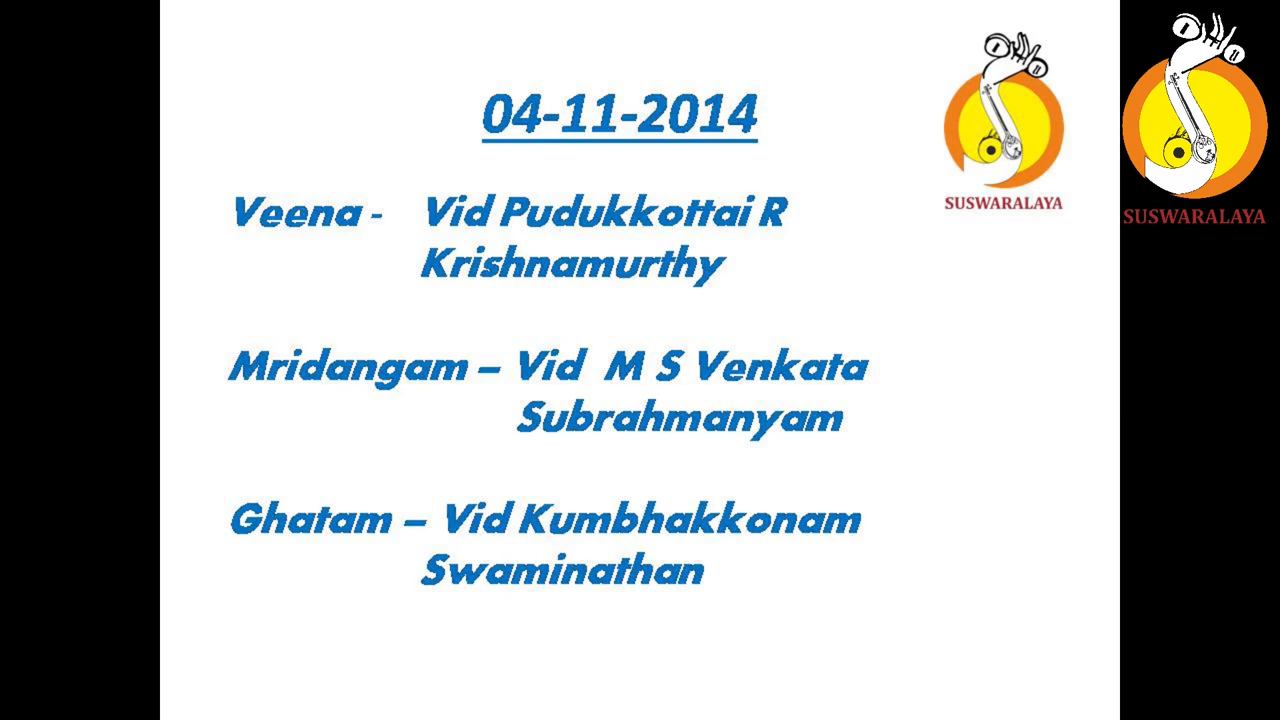 04-11-2014
SUSWARALAYA
SUSWARALAYA
Veena - Vid Pudukkottai R
Krishnamurthy
Mridangam – Vid M S Venkata
Subrahmanyam
Ghatam – Vid Kumbhakkonam
Swaminathan